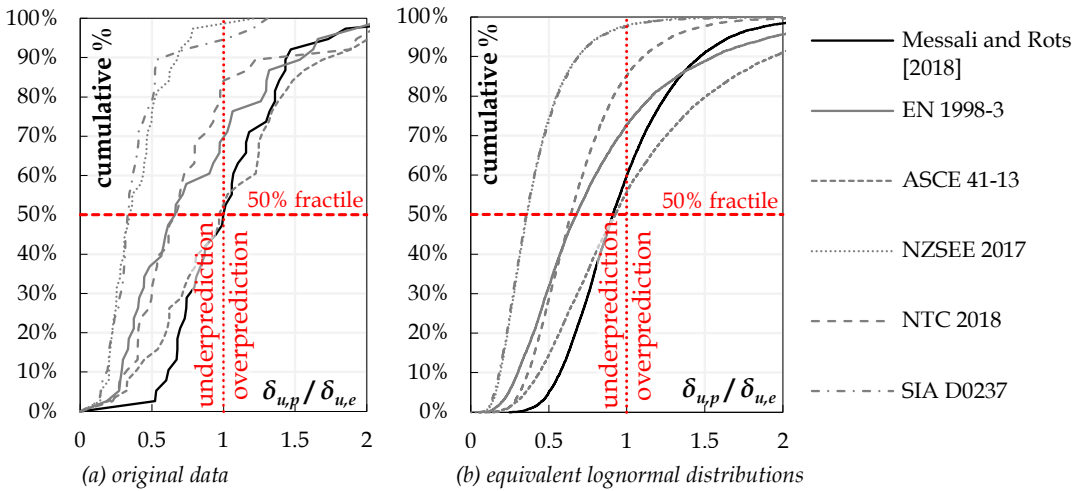 100%
90%
80%
70%
60%
50%
40%
30%
20%
10%
0%
cumulative %
50% fractile
underprediction
overprediction
δu,p / δu,e
0
0.5
1
1.5
2
(a) original data
100%
90%
80%
70%
60%
50%
40%
30%
20%
10%
0%
cumulative %
50% fractile
underprediction
overprediction
δu,p / δu,e
0
0.5
1
1.5
2
(b) equivalent lognormal distributions
Messali and Rots
[2018]
EN 1998-3
ASCE 41-13
NZSEE 2017
NTC 2018
SIA D0237